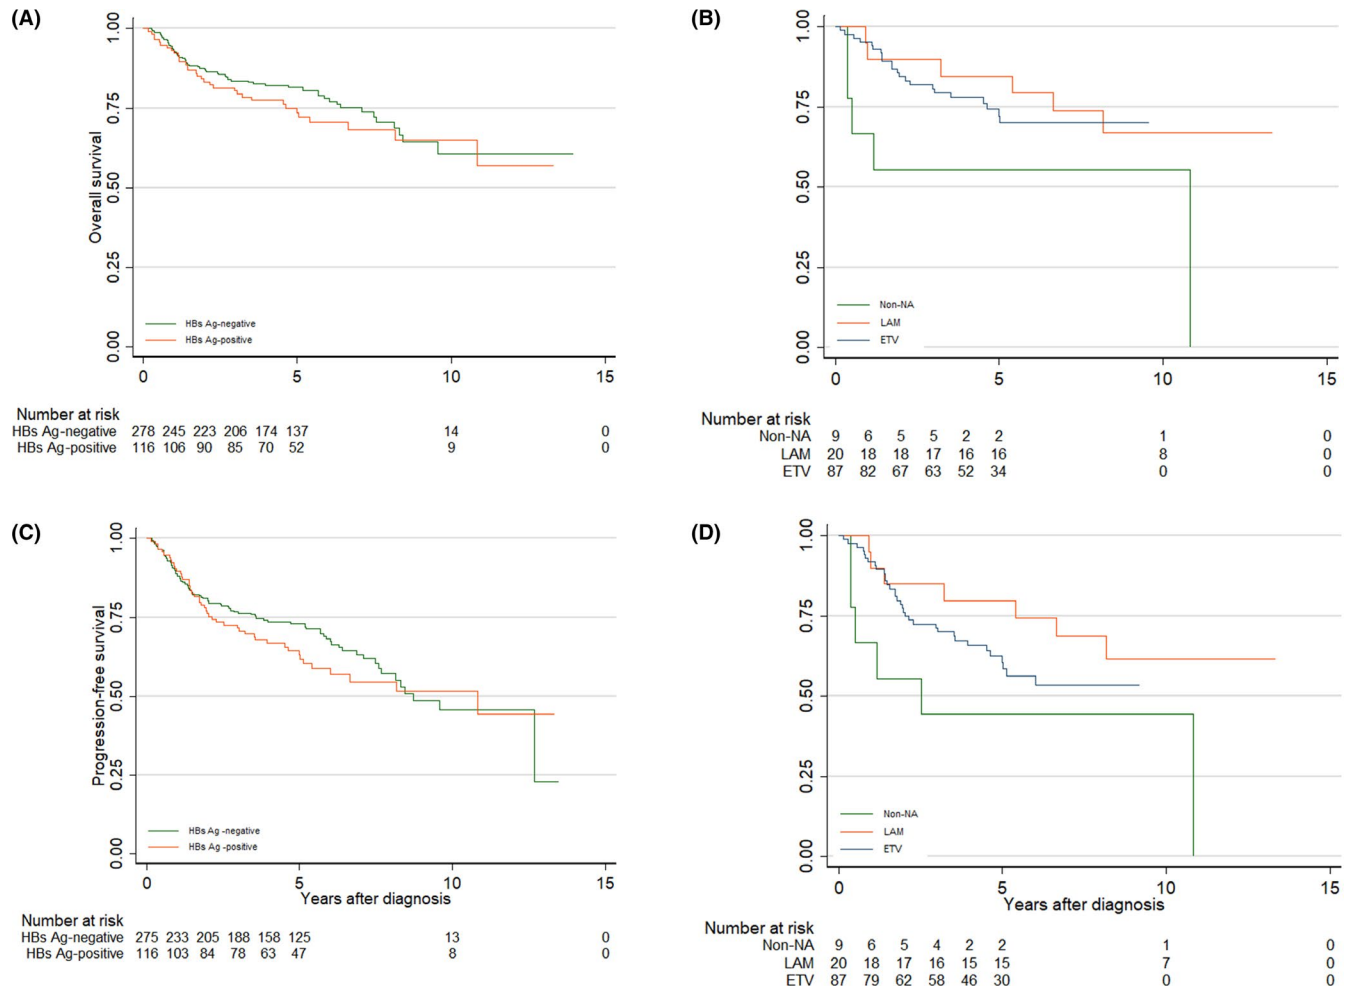 (A)
1.00
0.75
0.50
0.25
0.00
Overall survival
HBs Ag-negative
HBs Ag-positive
0 5 10 15
Number at risk
HBs Ag-negative 278 245 223 206 174 137 14 0
HBs Ag-positive 116 106 90 85 70 52 9 0
(B)
1.00
0.75
0.50
0.25
0.00
Non-NA
LAM
ETV
0 5 10 15
Number at risk
Non-NA 9 6 5 5 2 2 1 0
LAM 20 18 18 17 16 16 8 0
ETV 87 82 67 63 52 34 0 0
(C)
1.00
0.75
0.50
0.25
0.00
Progression-free survival
HBs Ag -negative
HBs Ag -positive
0 5 10 15
Years after diagnosis
Number at risk
HBs Ag-negative 275 233 205 188 158 125 13 0
HBs Ag-positive 116 103 84 78 63 47 8 0
(D)
1.00
0.75
0.50
0.25
0.00
Non-NA
LAM
ETV
0 5 10 15
Years after diagnosis
Number at risk
Non-NA 9 6 5 4 2 2 1 0
LAM 20 18 17 16 15 15 7 0
ETV 87 79 62 58 46 30 0 0